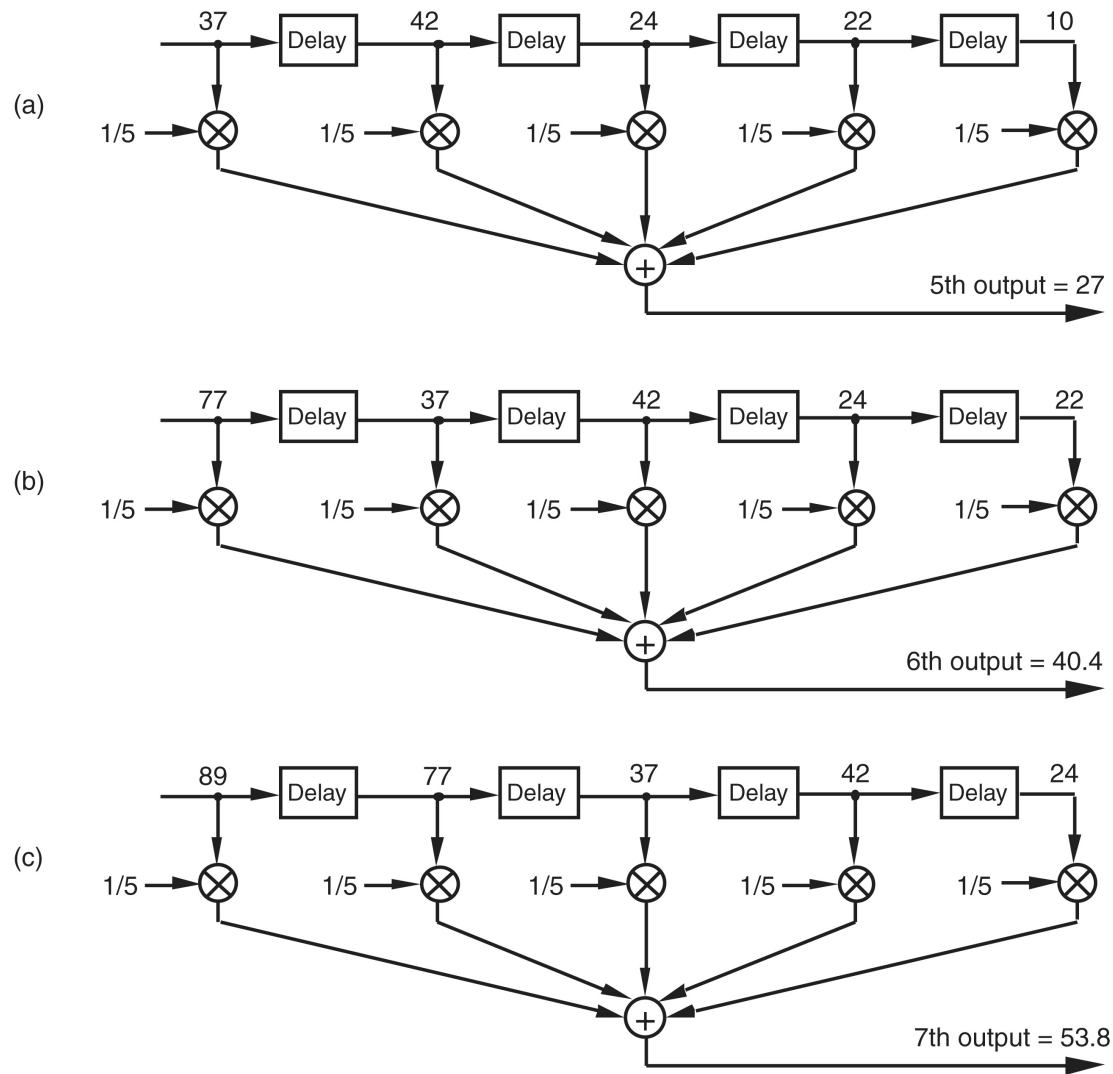 37 42 24 22 10
Delay Delay Delay Delay
(a)
1/5 1/5 1/5 1/5 1/5
+
5th output = 27
77 37 42 24 22
Delay Delay Delay Delay
(b)
1/5 1/5 1/5 1/5 1/5
+
6th output = 40.4
89 77 37 42 24
Delay Delay Delay Delay
(c)
1/5 1/5 1/5 1/5 1/5
+
7th output = 53.8